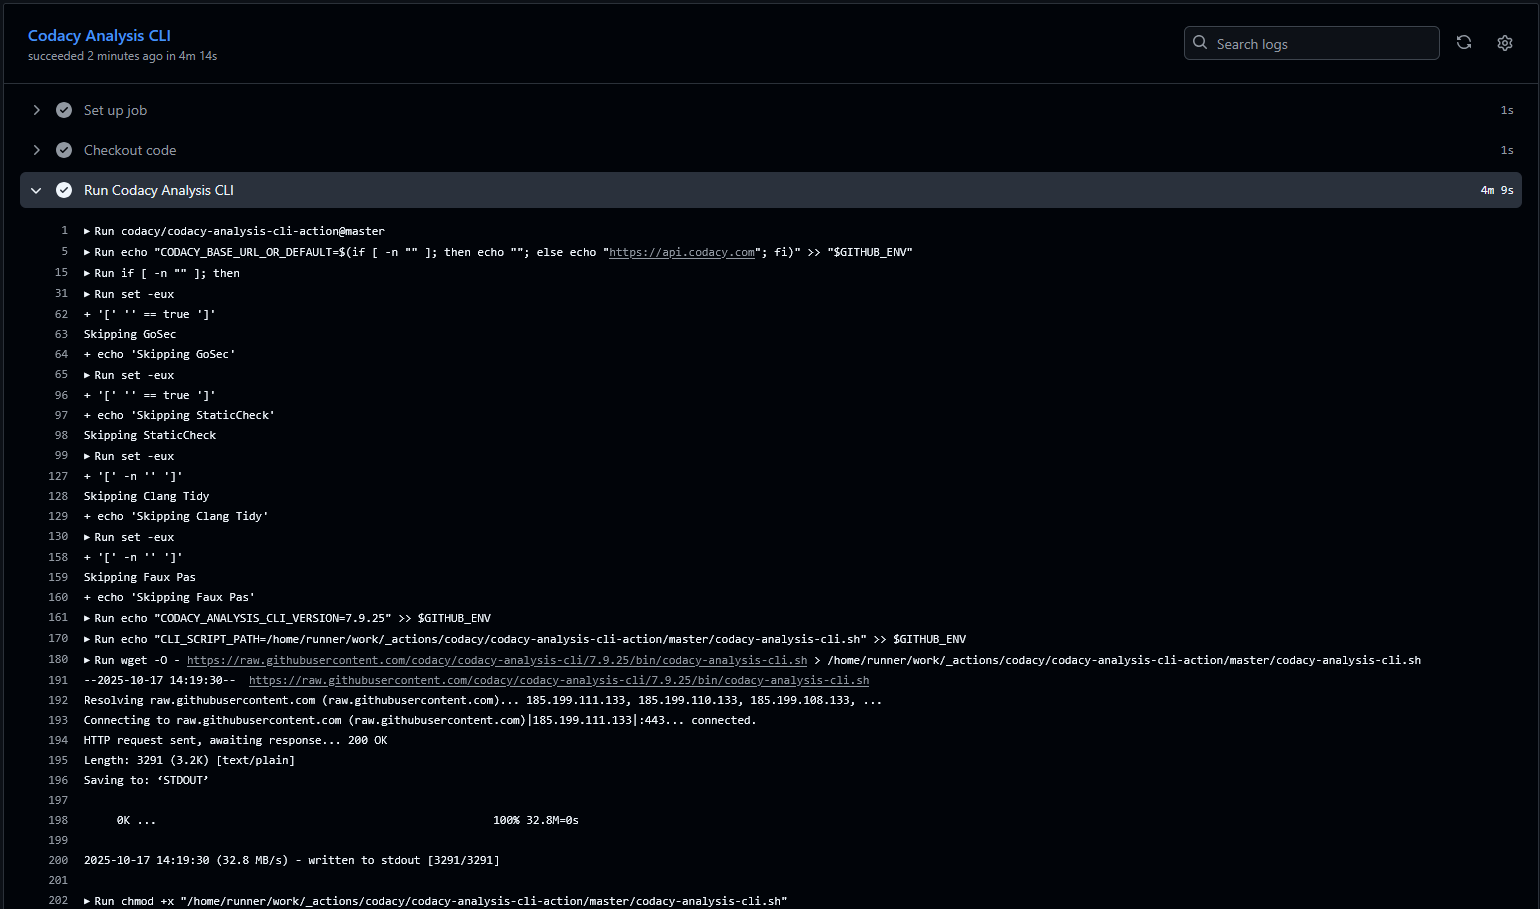 Codacy Analysis CLI
succeeded 2 minutes ago in 4m 14s
Search logs
Set up job 1s
Checkout code 1s
Run Codacy Analysis CLI 4m 9s
1 ▶ Run codacy/codacy-analysis-cli-action@master
5 ▶ Run echo "CODACY_BASE_URL_OR_DEFAULT=$(if [ -n "" ]; then echo ""; else echo "https://api.codacy.com"; fi)" >> "$GITHUB_ENV"
15 ▶ Run if [ -n "" ]; then
31 ▶ Run set -eux
62 + '[' '' == true ']'
63 Skipping GoSec
64 + echo 'Skipping GoSec'
65 ▶ Run set -eux
96 + '[' '' == true ']'
97 + echo 'Skipping StaticCheck'
98 Skipping StaticCheck
99 ▶ Run set -eux
127 + '[' -n '' ']'
128 Skipping Clang Tidy
129 + echo 'Skipping Clang Tidy'
130 ▶ Run set -eux
158 + '[' -n '' ']'
159 Skipping Faux Pas
160 + echo 'Skipping Faux Pas'
161 ▶ Run echo "CODACY_ANALYSIS_CLI_VERSION=7.9.25" >> $GITHUB_ENV
170 ▶ Run echo "CLI_SCRIPT_PATH=/home/runner/work/_actions/codacy/codacy-analysis-cli-action/master/codacy-analysis-cli.sh" >> $GITHUB_ENV
180 ▶ Run wget -O - https://raw.githubusercontent.com/codacy/codacy-analysis-cli/7.9.25/bin/codacy-analysis-cli.sh > /home/runner/work/_actions/codacy/codacy-analysis-cli-action/master/codacy-analysis-cli.sh
191 --2025-10-17 14:19:30-- https://raw.githubusercontent.com/codacy/codacy-analysis-cli/7.9.25/bin/codacy-analysis-cli.sh
192 Resolving raw.githubusercontent.com (raw.githubusercontent.com)... 185.199.111.133, 185.199.110.133, 185.199.108.133, ...
193 Connecting to raw.githubusercontent.com (raw.githubusercontent.com)|185.199.111.133|:443... connected.
194 HTTP request sent, awaiting response... 200 OK
195 Length: 3291 (3.2K) [text/plain]
196 Saving to: ‘STDOUT’
197
198 0K ... 100% 32.8M=0s
199
200 2025-10-17 14:19:30 (32.8 MB/s) - written to stdout [3291/3291]
201
202 ▶ Run chmod +x "/home/runner/work/_actions/codacy/codacy-analysis-cli-action/master/codacy-analysis-cli.sh"